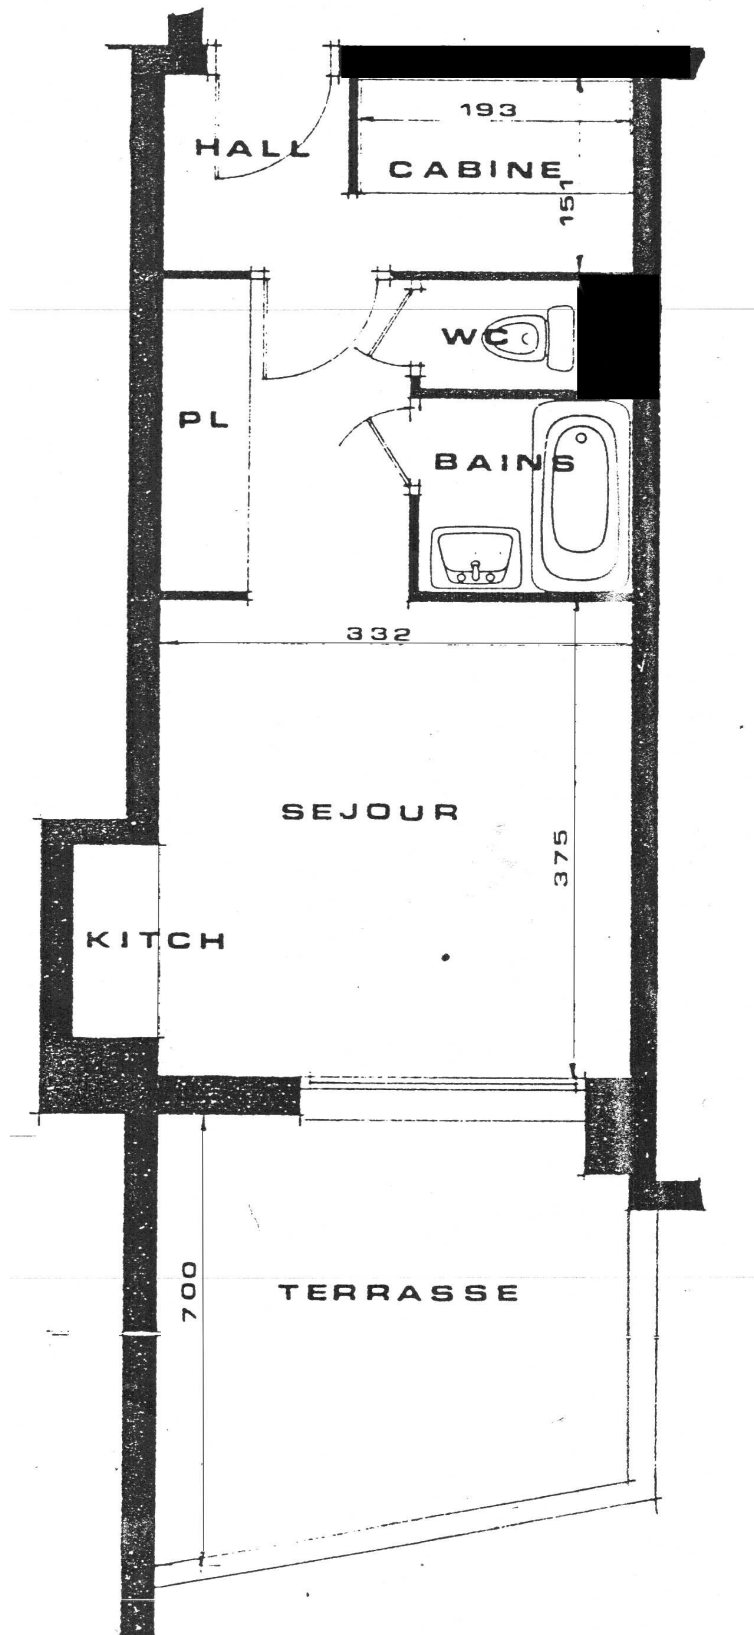 193
HALL
CABINE
151
WC
PL
BAINS
332
SEJOUR
375
KITCH
700
TERRASSE